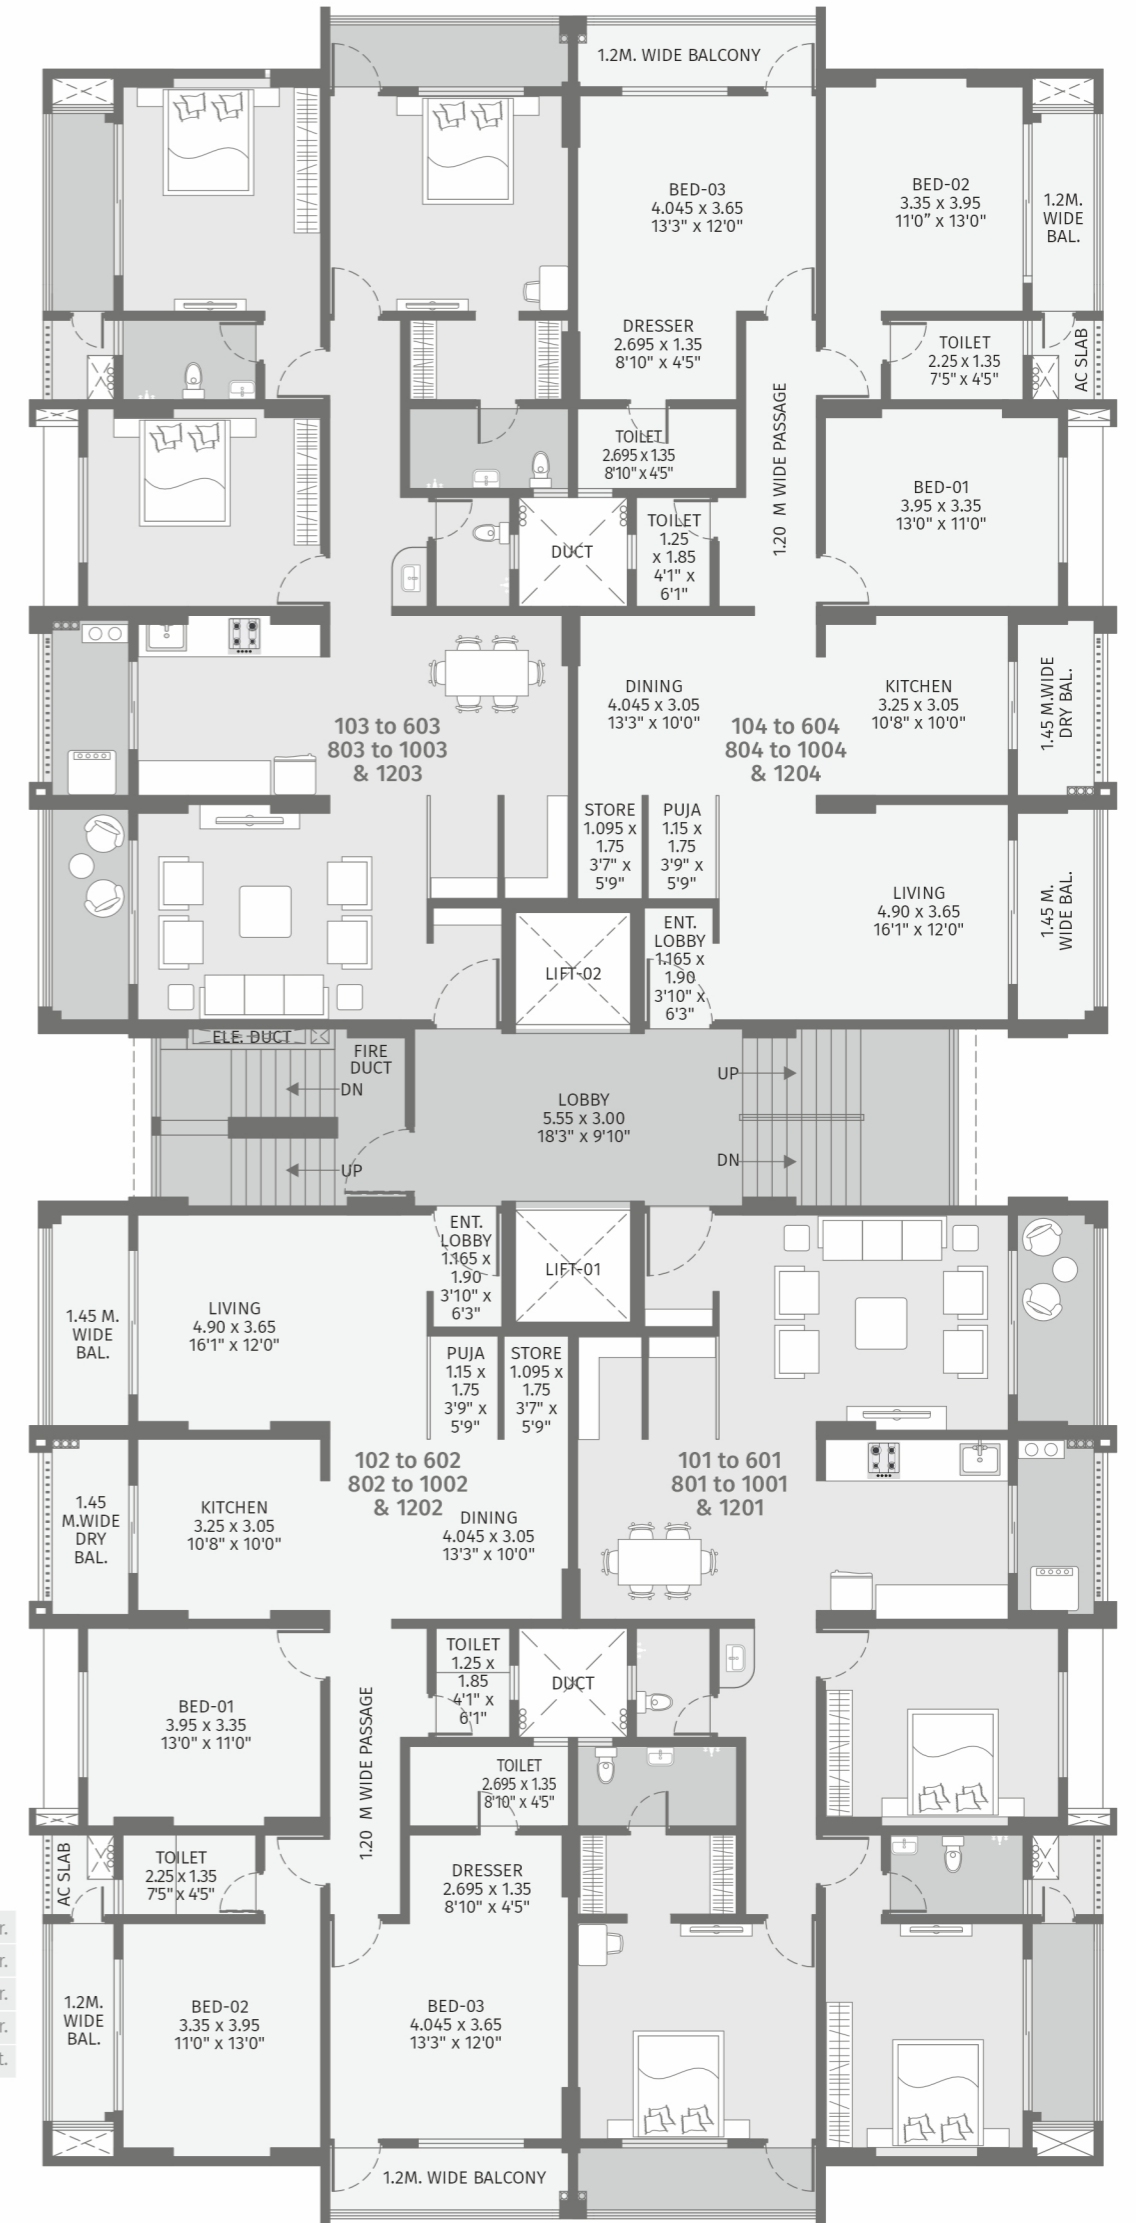 1.2M. WIDE BALCONY
BED-03
4.045 x 3.65
13'3" x 12'0"
BED-02
3.35 x 3.95
11'0” x 13'0"
1.2M.
WIDE
BAL.
DRESSER
2.695 x 1.35
8'10" x 4'5"
TOILET
2.25 x 1.35
7'5" x 4'5"
AC SLAB
TOILET
2.695 x 1.35
8'10" x 4'5"
1.20 M WIDE PASSAGE
BED-01
3.95 x 3.35
13'0" x 11'0"
DUCT
TOILET
1.25
x 1.85
4'1" x
6'1"
DINING
4.045 x 3.05
13'3" x 10'0"
KITCHEN
3.25 x 3.05
10'8" x 10'0"
1.45 M.WIDE
DRY BAL.
103 to 603
803 to 1003
& 1203
104 to 604
804 to 1004
& 1204
STORE
1.095 x
1.75
3'7" x
5'9"
PUJA
1.15 x
1.75
3'9" x
5'9"
LIVING
4.90 x 3.65
16'1" x 12'0"
1.45 M.
WIDE BAL.
LIFT-02
ENT.
LOBBY
1.165 x
1.90
3'10" x
6'3"
ELE. DUCT
FIRE
DUCT
DN
UP
LOBBY
5.55 x 3.00
18'3" x 9'10"
UP
DN
ENT.
LOBBY
1.165 x
1.90
3'10" x
6'3"
LIFT-01
1.45 M.
WIDE
BAL.
LIVING
4.90 x 3.65
16'1" x 12'0"
PUJA
1.15 x
1.75
3'9" x
5'9"
STORE
1.095 x
1.75
3'7" x
5'9"
102 to 602
802 to 1002
& 1202
101 to 601
801 to 1001
& 1201
1.45
M.WIDE
DRY
BAL.
KITCHEN
3.25 x 3.05
10'8" x 10'0"
DINING
4.045 x 3.05
13'3" x 10'0"
TOILET
1.25 x
1.85
4'1" x
6'1"
DUCT
BED-01
3.95 x 3.35
13'0" x 11'0"
1.20 M WIDE PASSAGE
TOILET
2.695 x 1.35
8'10" x 4'5"
AC SLAB
TOILET
2.25 x 1.35
7'5" x 4'5"
DRESSER
2.695 x 1.35
8'10" x 4'5"
r.
r.
r.
r.
t.
1.2M.
WIDE
BAL.
BED-02
3.35 x 3.95
11'0" x 13'0"
BED-03
4.045 x 3.65
13'3" x 12'0"
1.2M. WIDE BALCONY